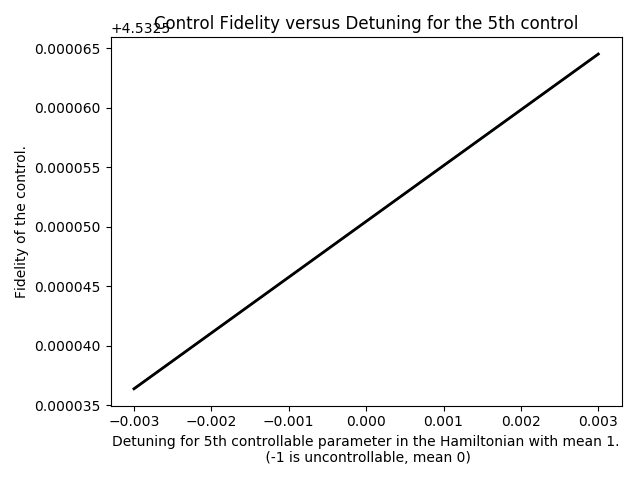 Control Fidelity versus Detuning for the 5th control
+4.5325
0.000065
0.000060
0.000055
0.000050
0.000045
0.000040
0.000035
Fidelity of the control.
−0.003 −0.002 −0.001 0.000 0.001 0.002 0.003
Detuning for 5th controllable parameter in the Hamiltonian with mean 1.
(-1 is uncontrollable, mean 0)